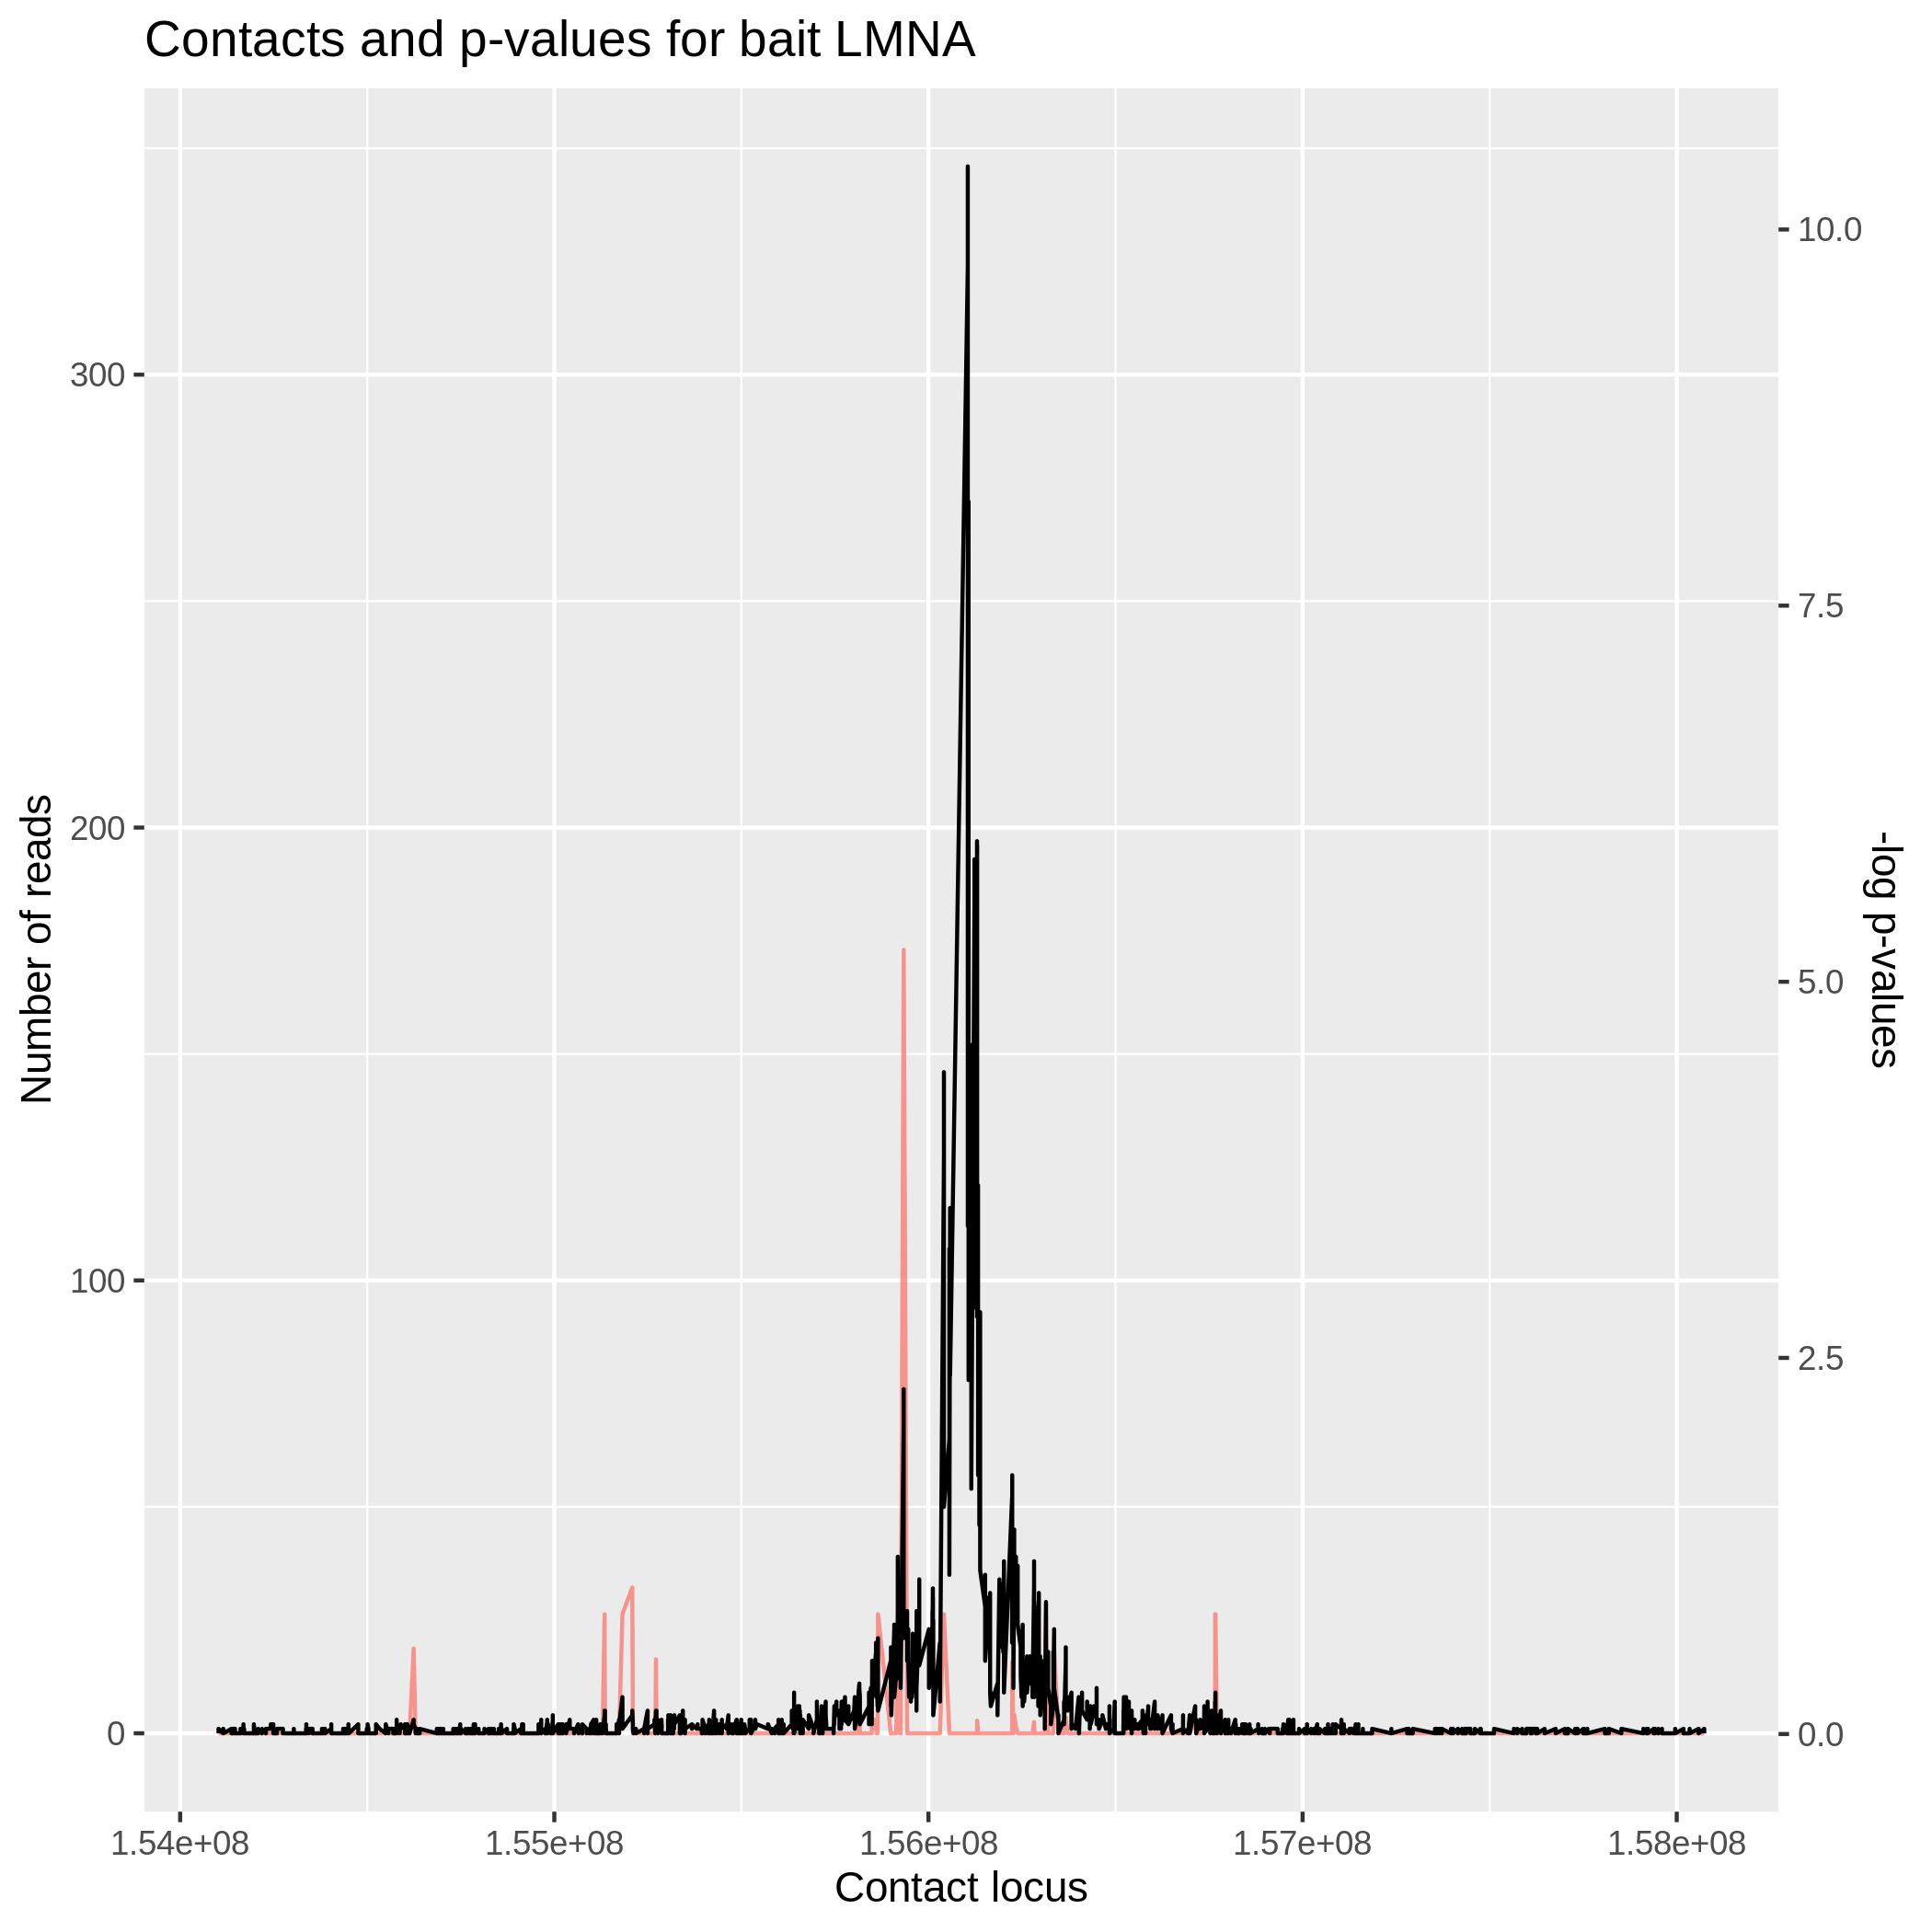 Contacts and p-values for bait LMNA
Number of reads
300
200
100
0
10.0
7.5
5.0
2.5
0.0
-log p-values
1.54e+08
1.55e+08
1.56e+08
1.57e+08
1.58e+08
Contact locus